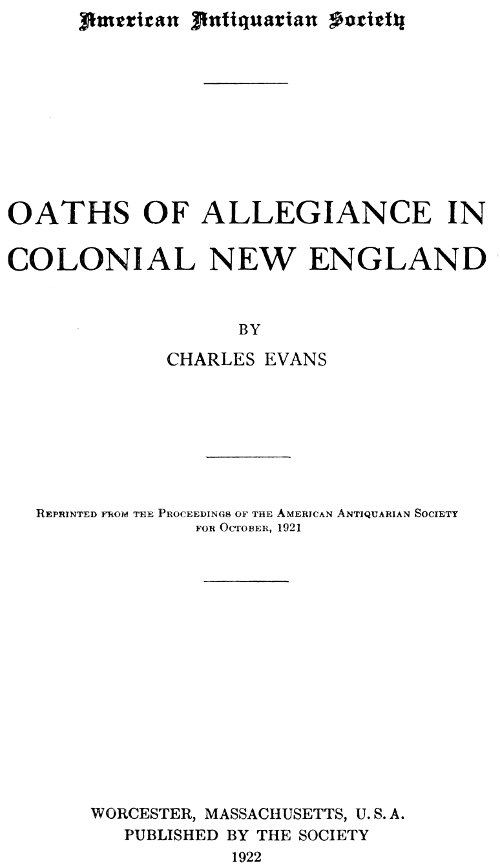 American Antiquarian Society
OATHS OF ALLEGIANCE IN
COLONIAL NEW ENGLAND
BY
CHARLES EVANS
REPRINTED FROM THE PROCEEDINGS OF THE AMERICAN ANTIQUARIAN SOCIETY
FOR OCTOBER, 1921
WORCESTER, MASSACHUSETTS, U. S. A.
PUBLISHED BY THE SOCIETY
1922